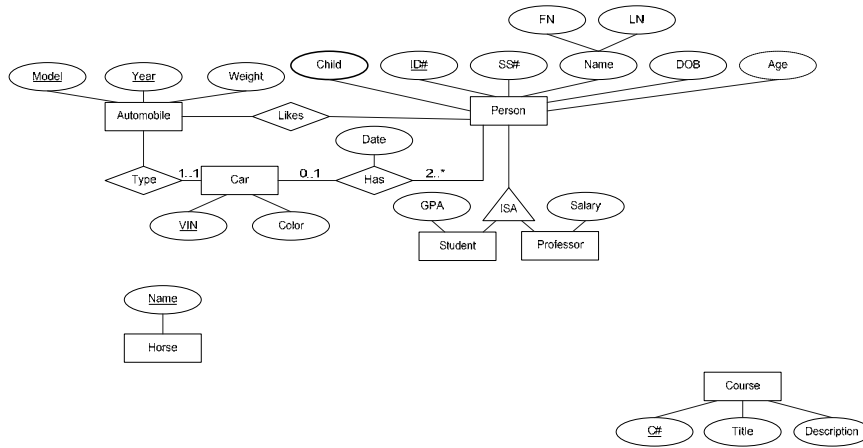 FN LN
Child ID# SS# Name DOB Age
Model Year Weight
Automobile Likes Person
Date
Type 1..1 Car 0..1 Has 2..*
GPA ISA Salary
VIN Color
Student Professor
Name
Horse
Course
C# Title Description